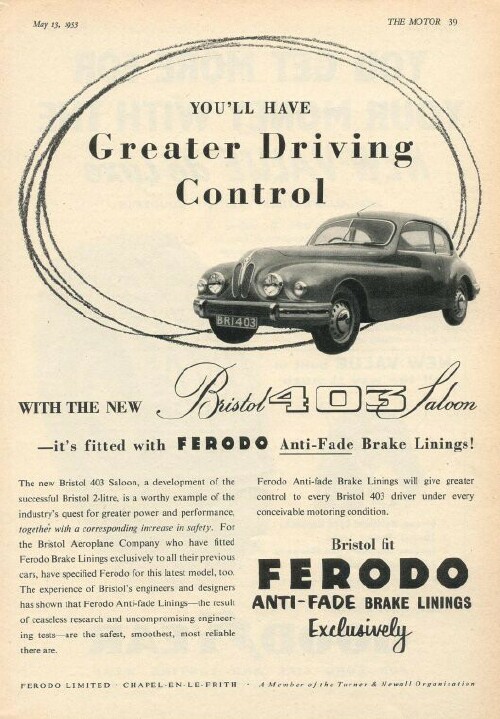 May 13, 1953
THE MOTOR 39
YOU'LL HAVE
Greater Driving
Control
BR1403
WITH THE NEW Bristol 403 Saloon
—it's fitted with FERODO Anti-Fade Brake Linings!
The new Bristol 403 Saloon, a development of the
successful Bristol 2-litre, is a worthy example of the
industry's quest for greater power and performance,
together with a corresponding increase in safety. For
the Bristol Aeroplane Company who have fitted
Ferodo Brake Linings exclusively to all their previous
cars, have specified Ferodo for this latest model, too.
The experience of Bristol's engineers and designers
has shown that Ferodo Anti-fade Linings—the result
of ceaseless research and uncompromising engineer-
ing tests—are the safest, smoothest, most reliable
there are.
Ferodo Anti-fade Brake Linings will give greater
control to every Bristol 403 driver under every
conceivable motoring condition.
Bristol fit
FERODO
ANTI-FADE BRAKE LININGS
Exclusively
FERODO LIMITED · CHAPEL-EN-LE-FRITH · A Member of the Turner & Newall Organisation